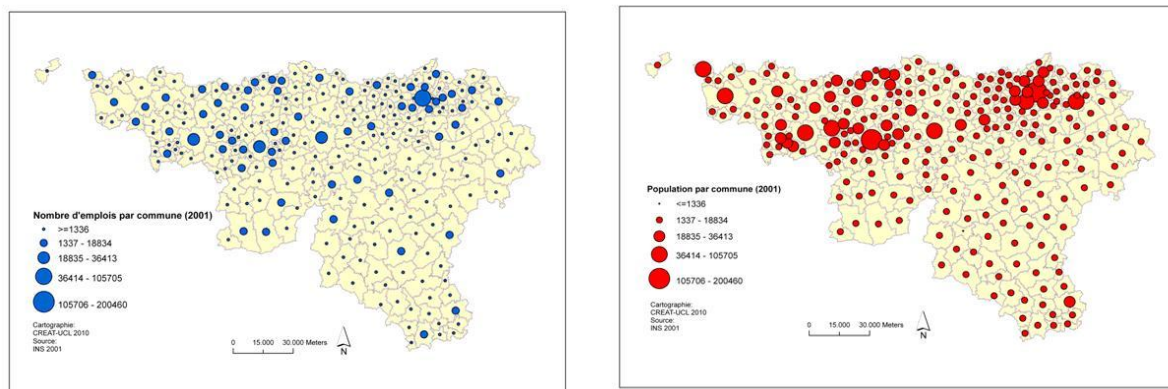 Nombre d'emplois par commune (2001)
>=1336
1337 - 18834
18835 - 36413
36414 - 105705
105706 - 200460
Cartographie:
CREAT-UCL 2010
Source:
INS 2001
0 15.000 30.000 Meters
N
Population par commune (2001)
<=1336
1337 - 18834
18835 - 36413
36414 - 105705
105706 - 200460
Cartographie:
CREAT-UCL 2010
Source:
INS 2001
0 15.000 30.000 Meters
N